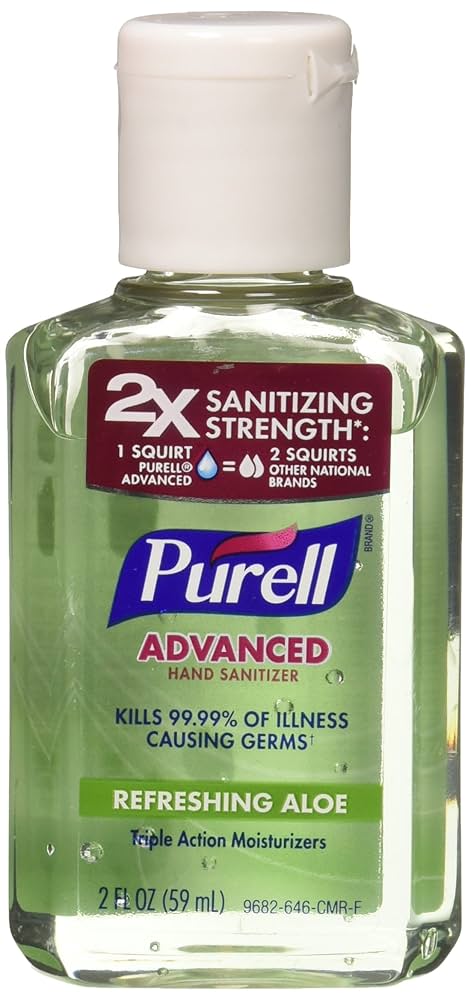 2X SANITIZING
STRENGTH*:
1 SQUIRT
PURELL®
ADVANCED
=
2 SQUIRTS
OTHER NATIONAL
BRANDS
Purell
BRAND®
ADVANCED
HAND SANITIZER
KILLS 99.99% OF ILLNESS
CAUSING GERMS†
REFRESHING ALOE
Triple Action Moisturizers
2 FL OZ (59 mL) 9682-646-CMR-F